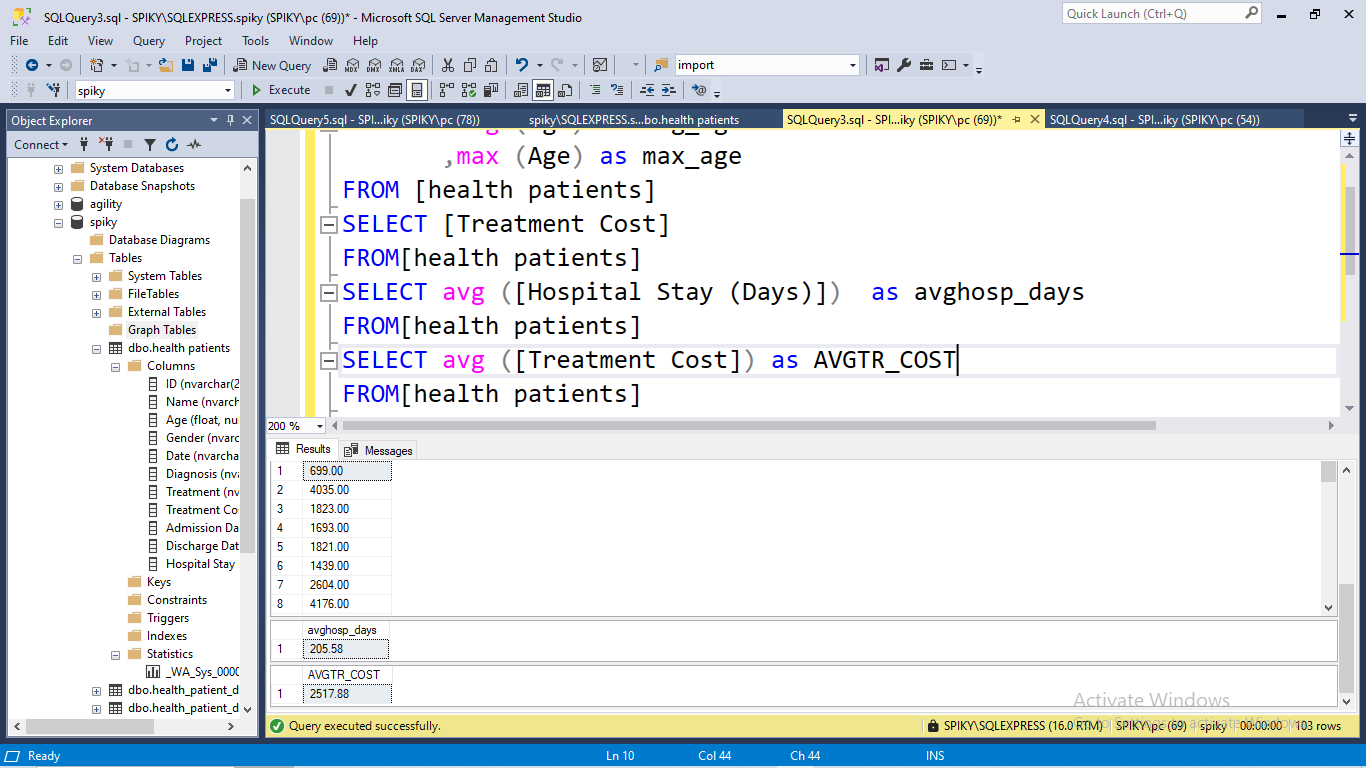 SQLQuery3.sql - SPIKY\SQLEXPRESS.spiky (SPIKY\pc (69))* - Microsoft SQL Server Management Studio
Quick Launch (Ctrl+Q)
File Edit View Query Project Tools Window Help
New Query MDX DMX XMLA DAX import
spiky Execute
Object Explorer
SQLQuery5.sql - SPI...iky (SPIKY\pc (78)) spiky\SQLEXPRESS.s...bo.health patients SQLQuery3.sql - SPI...iky (SPIKY\pc (69))* SQLQuery4.sql - SPI...iky (SPIKY\pc (54))
Connect
System Databases
Database Snapshots
agility
spiky
Database Diagrams
Tables
System Tables
FileTables
External Tables
Graph Tables
dbo.health patients
Columns
ID (nvarchar(2
Name (nvarch
Age (float, nu
Gender (nvarc
Date (nvarcha
Diagnosis (nva
Treatment (nv
Treatment Co
Admission Da
Discharge Dat
Hospital Stay
Keys
Constraints
Triggers
Indexes
Statistics
_WA_Sys_0000
dbo.health_patient_d
dbo.health_patient_d
,max (Age) as max_age
FROM [health patients]
SELECT [Treatment Cost]
FROM[health patients]
SELECT avg ([Hospital Stay (Days)]) as avghosp_days
FROM[health patients]
SELECT avg ([Treatment Cost]) as AVGTR_COST
FROM[health patients]
200 %
Results Messages
1 699.00
2 4035.00
3 1823.00
4 1693.00
5 1821.00
6 1439.00
7 2604.00
8 4176.00
avghosp_days
1 205.58
AVGTR_COST
1 2517.88
Activate Windows
Query executed successfully. SPIKY\SQLEXPRESS (16.0 RTM) SPIKY\pc (69) spiky 00:00:00 103 rows
Ready Ln 10 Col 44 Ch 44 INS